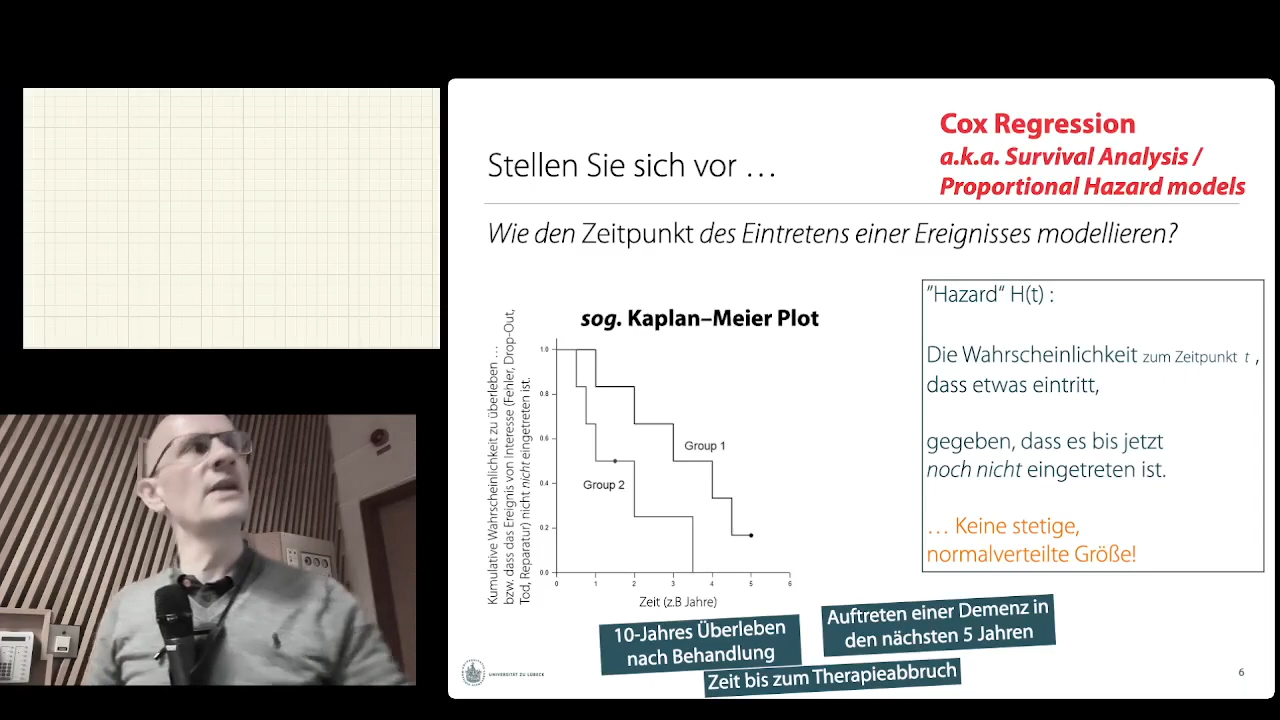 Cox Regression
a.k.a. Survival Analysis /
Proportional Hazard models
Stellen Sie sich vor …
Wie den Zeitpunkt des Eintretens einer Ereignisses modellieren?
sog. Kaplan–Meier Plot
Kumulative Wahrscheinlichkeit zu überleben …
bzw. dass das Ereignis von Interesse (Fehler, Drop-Out,
Tod, Reparatur) nicht nicht eingetreten ist.
1.0
0.8
0.6
0.4
0.2
0.0
Group 1
Group 2
0 1 2 3 4 5 6
Zeit (z.B Jahre)
"Hazard“ H(t) :
Die Wahrscheinlichkeit zum Zeitpunkt t ,
dass etwas eintritt,
gegeben, dass es bis jetzt
noch nicht eingetreten ist.
… Keine stetige,
normalverteilte Größe!
10-Jahres Überleben
nach Behandlung
Auftreten einer Demenz in
den nächsten 5 Jahren
Zeit bis zum Therapieabbruch
UNIVERSITÄT ZU LÜBECK
6